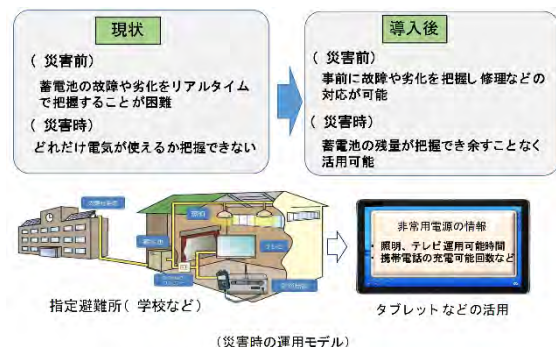 現状
( 災害前)
蓄電池の故障や劣化をリアルタイム
で把握することが困難
( 災害時)
どれだけ電気が使えるか把握できない
導入後
( 災害前)
事前に故障や劣化を把握し修理などの
対応が可能
( 災害時)
蓄電池の残量が把握でき余すことなく
活用可能
照明
蓄電池
テレビ
指定避難所( 学校など)
非常用電源の情報
・照明、テレビ運用可能時間
・携帯電話の充電可能回数など
タブレットなどの活用
(災害時の運用モデル)